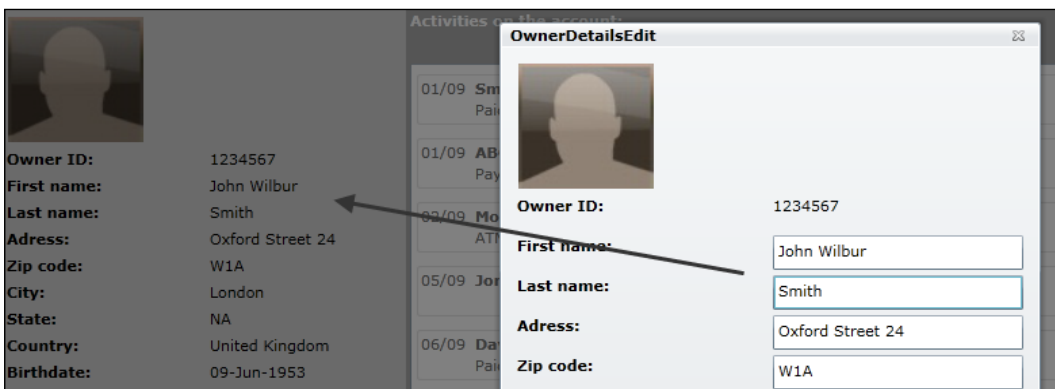 Activities on the account:
Owner ID: 1234567
First name: John Wilbur
Last name: Smith
Adress: Oxford Street 24
Zip code: W1A
City: London
State: NA
Country: United Kingdom
Birthdate: 09-Jun-1953
01/09
01/09
02/09
05/09
06/09
OwnerDetailsEdit
Owner ID: 1234567
First name: John Wilbur
Last name: Smith
Adress: Oxford Street 24
Zip code: W1A